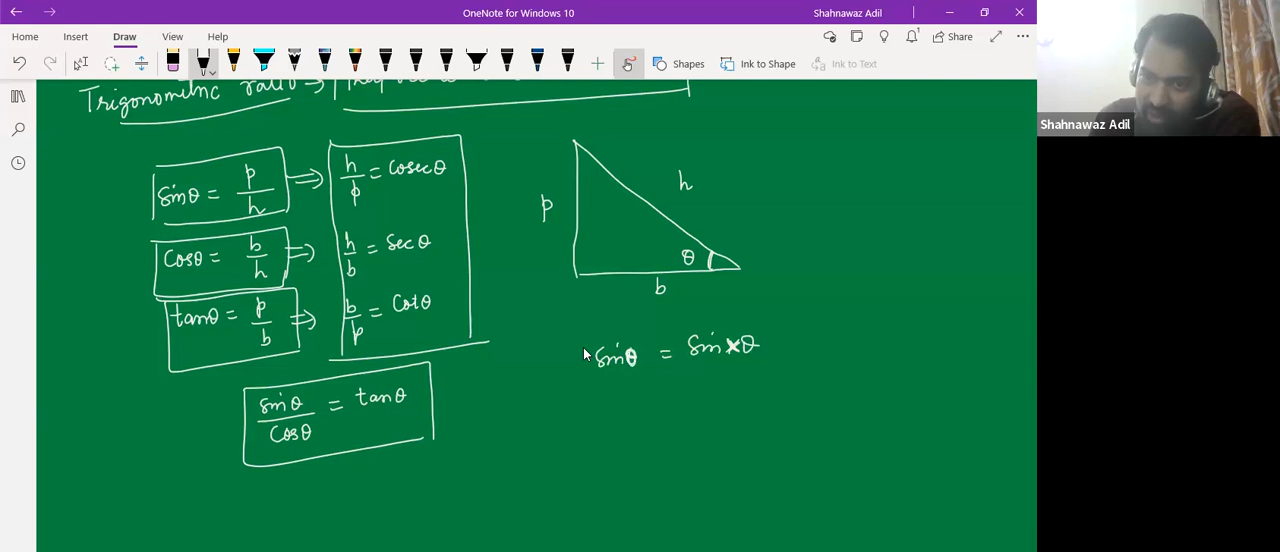 OneNote for Windows 10
Shahnawaz Adil
Home Insert Draw View Help
Share
Shapes
Ink to Shape
Ink to Text
Shahnawaz Adil
Trigonometric ratio →
sinθ = p/h ⇒ h/p = cosecθ
cosθ = b/h ⇒ h/b = secθ
tanθ = p/b ⇒ b/p = cotθ
sinθ/cosθ = tanθ
p
h
θ
b
sinθ = sin×θ